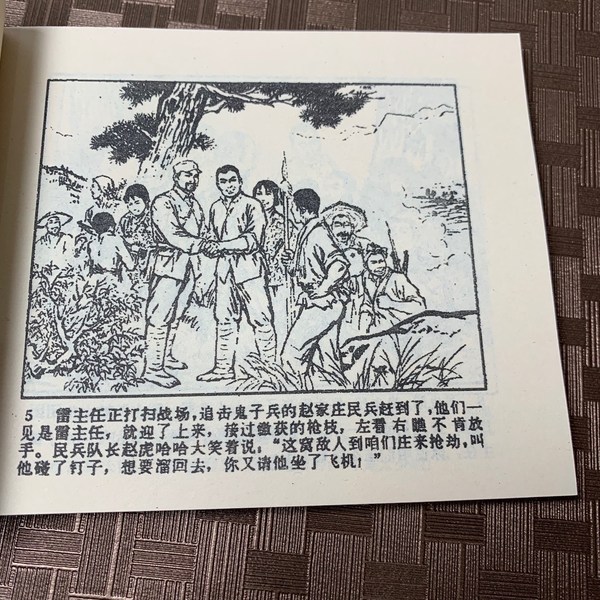 5 雷主任正打扫战场，追击鬼子兵的赵家庄民兵赶到了，他们一
见是雷主任，就迎了上来，接过缴获的枪枝，左看右瞧不肯放
手。民兵队长赵虎哈哈大笑着说：“这窝敌人到咱们庄来抢劫，叫
他碰了钉子，想要溜回去，你又请他坐了飞机！”